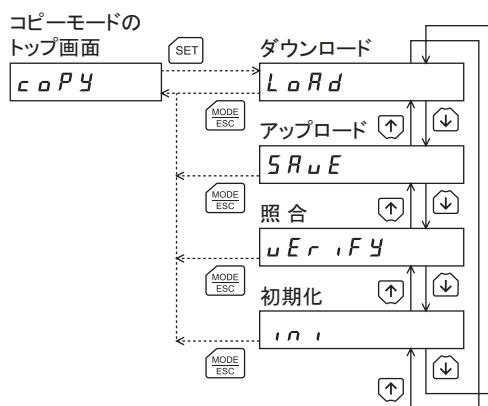 コピーモードの
トップ画面
SET
ダウンロード
coPY
LoAd
MODE
ESC
アップロード
SAvE
MODE
ESC
照合
vEriFY
MODE
ESC
初期化
ini
MODE
ESC